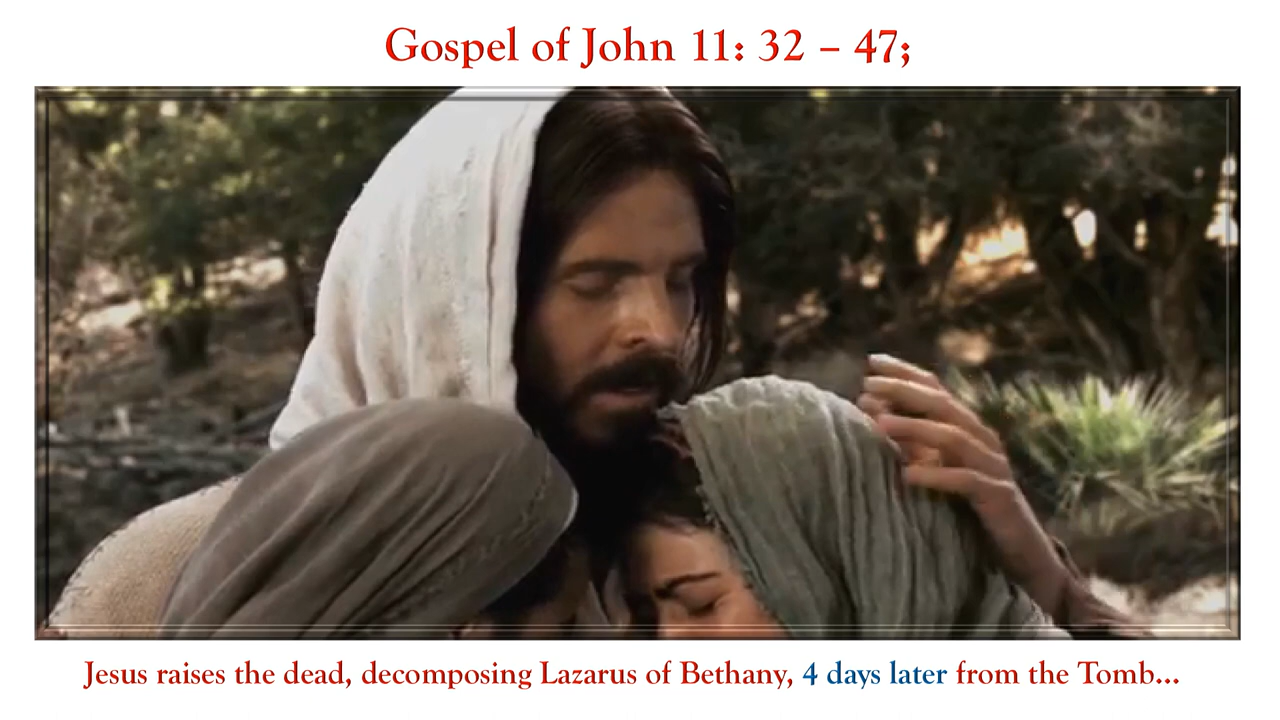 Gospel of John 11: 32 – 47;
Jesus raises the dead, decomposing Lazarus of Bethany, 4 days later from the Tomb...